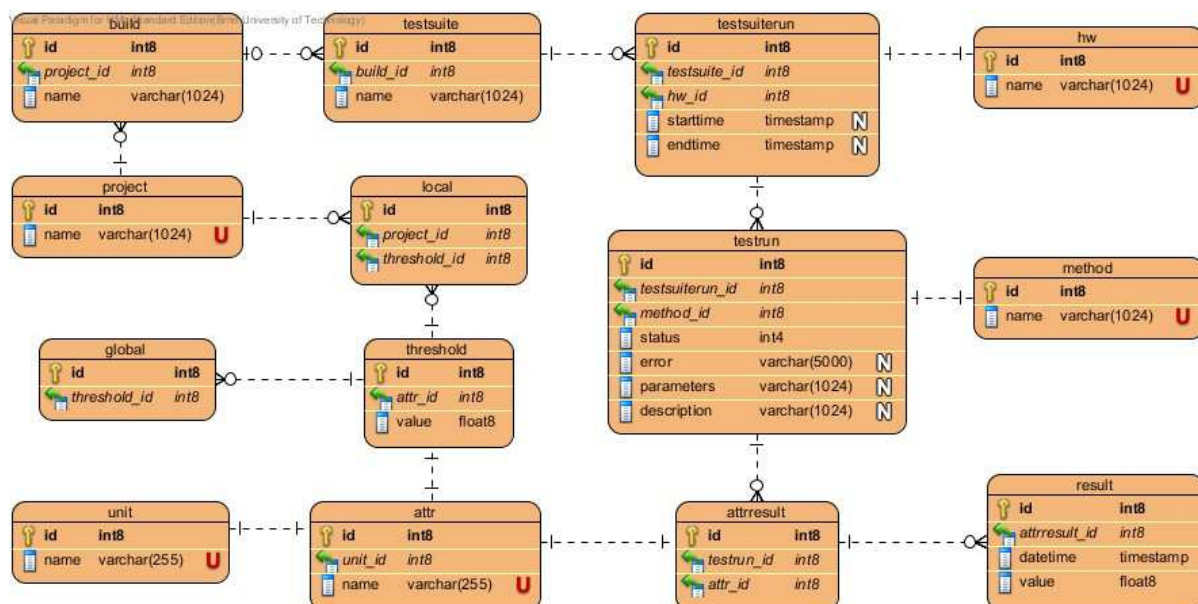 Visual Paradigm for UML Standard Edition(Brno University of Technology)
build
id int8
project_id int8
name varchar(1024)
testsuite
id int8
build_id int8
name varchar(1024)
testsuiterun
id int8
testsuite_id int8
hw_id int8
starttime timestamp N
endtime timestamp N
hw
id int8
name varchar(1024) U
project
id int8
name varchar(1024) U
local
id int8
project_id int8
threshold_id int8
testrun
id int8
testsuiterun_id int8
method_id int8
status int4
error varchar(5000) N
parameters varchar(1024) N
description varchar(1024) N
method
id int8
name varchar(1024) U
global
id int8
threshold_id int8
threshold
id int8
attr_id int8
value float8
unit
id int8
name varchar(255) U
attr
id int8
unit_id int8
name varchar(255) U
attrresult
id int8
testrun_id int8
attr_id int8
result
id int8
attrresult_id int8
datetime timestamp
value float8